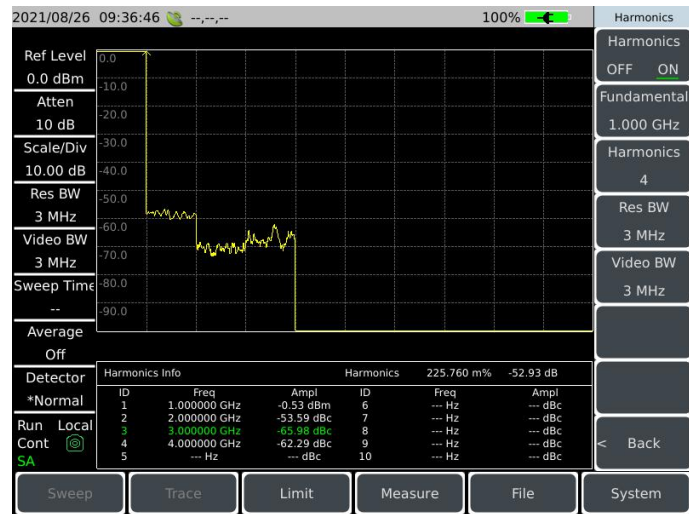 2021/08/26 09:36:46 --,--,-- 100% Harmonics
Ref Level
0.0 dBm
Atten
10 dB
Scale/Div
10.00 dB
Res BW
3 MHz
Video BW
3 MHz
Sweep Time
--
Average
Off
Detector
*Normal
Run Local
Cont
SA
0.0
-10.0
-20.0
-30.0
-40.0
-50.0
-60.0
-70.0
-80.0
-90.0
Harmonics Info Harmonics 225.760 m% -52.93 dB
ID Freq Ampl ID Freq Ampl
1 1.000000 GHz -0.53 dBm 6 --- Hz --- dBc
2 2.000000 GHz -53.59 dBc 7 --- Hz --- dBc
3 3.000000 GHz -65.98 dBc 8 --- Hz --- dBc
4 4.000000 GHz -62.29 dBc 9 --- Hz --- dBc
5 --- Hz --- dBc 10 --- Hz --- dBc
Harmonics
OFF ON
Fundamental
1.000 GHz
Harmonics
4
Res BW
3 MHz
Video BW
3 MHz
< Back
Sweep Trace Limit Measure File System